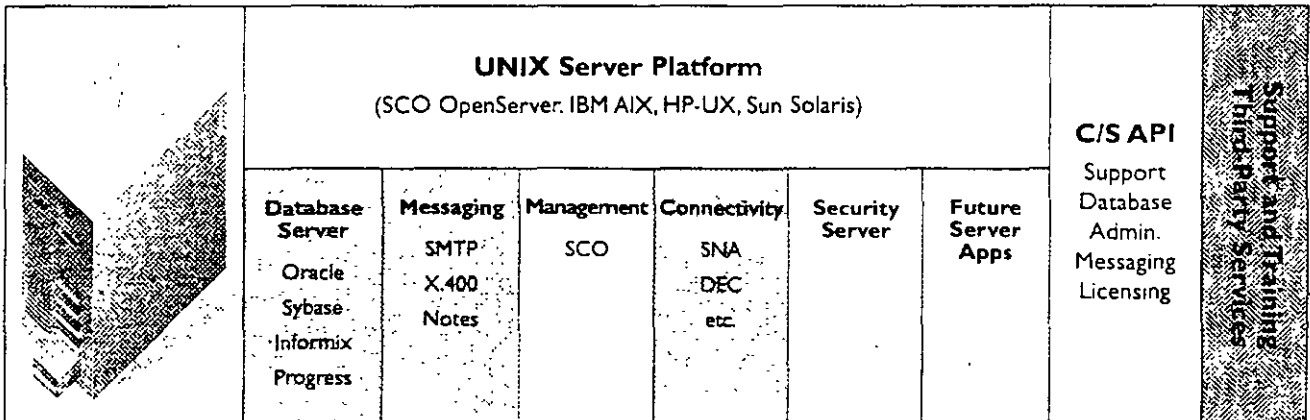 UNIX Server Platform
(SCO OpenServer. IBM AIX, HP-UX, Sun Solaris)
Database
Server
Oracle
Sybase
Informix
Progress
Messaging
SMTP
X.400
Notes
Management
SCO
Connectivity
SNA
DEC
etc.
Security
Server
Future
Server
Apps
C/S API
Support
Database
Admin.
Messaging
Licensing
Support and Training
Third-Party Services